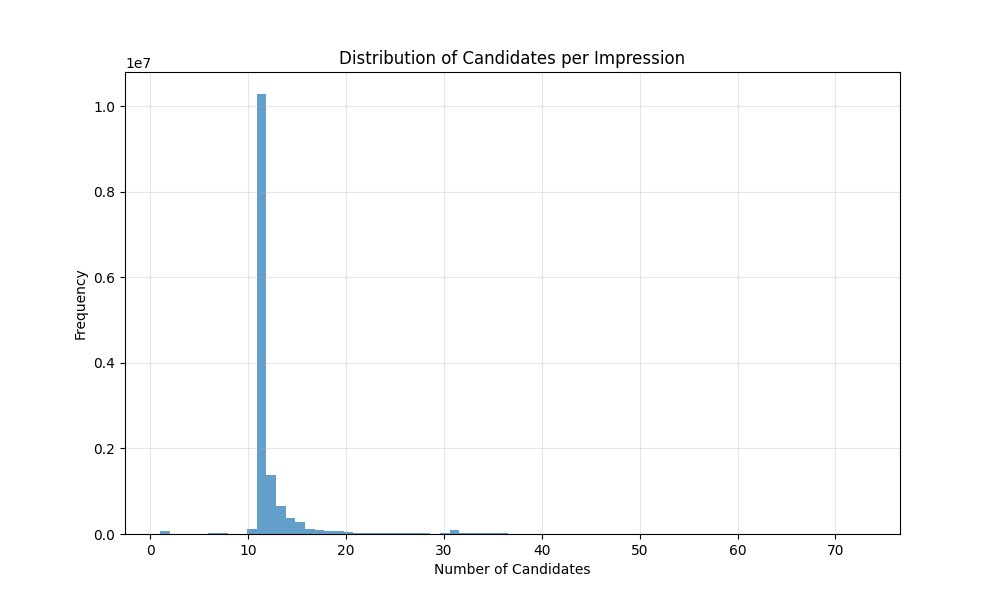 Distribution of Candidates per Impression
1e7
1.0
0.8
0.6
0.4
0.2
0.0
Frequency
0 10 20 30 40 50 60 70
Number of Candidates